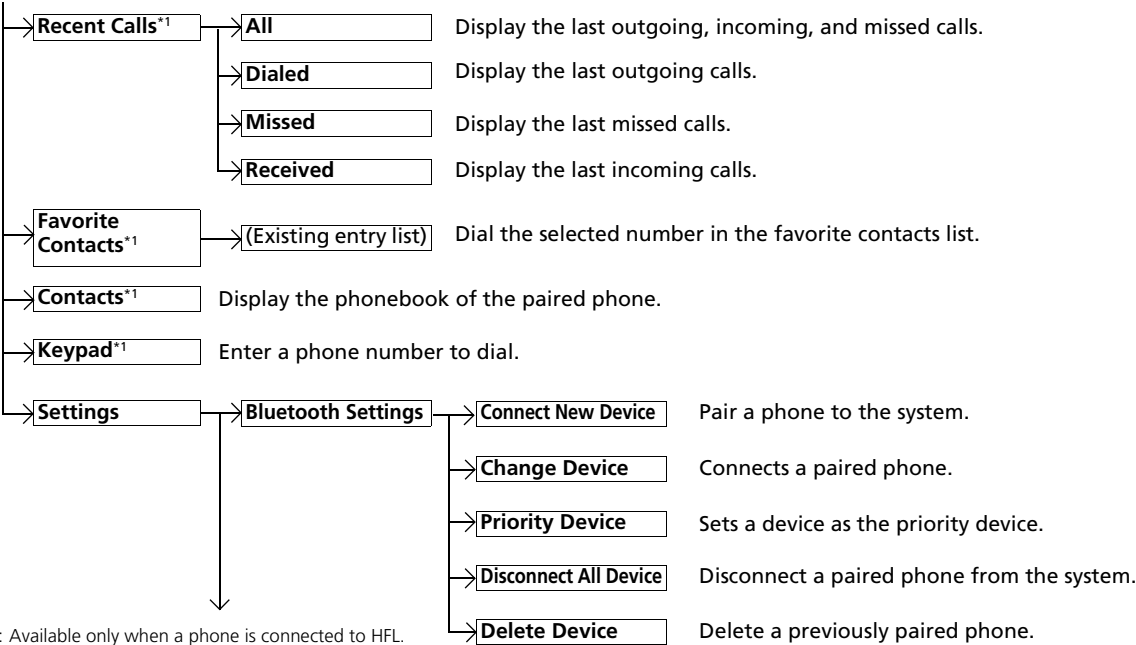 Recent Calls*1
All
Display the last outgoing, incoming, and missed calls.
Dialed
Display the last outgoing calls.
Missed
Display the last missed calls.
Received
Display the last incoming calls.
Favorite
Contacts*1
(Existing entry list)
Dial the selected number in the favorite contacts list.
Contacts*1
Display the phonebook of the paired phone.
Keypad*1
Enter a phone number to dial.
Settings
Bluetooth Settings
Connect New Device
Pair a phone to the system.
Change Device
Connects a paired phone.
Priority Device
Sets a device as the priority device.
Disconnect All Device
Disconnect a paired phone from the system.
Delete Device
Delete a previously paired phone.
: Available only when a phone is connected to HFL.